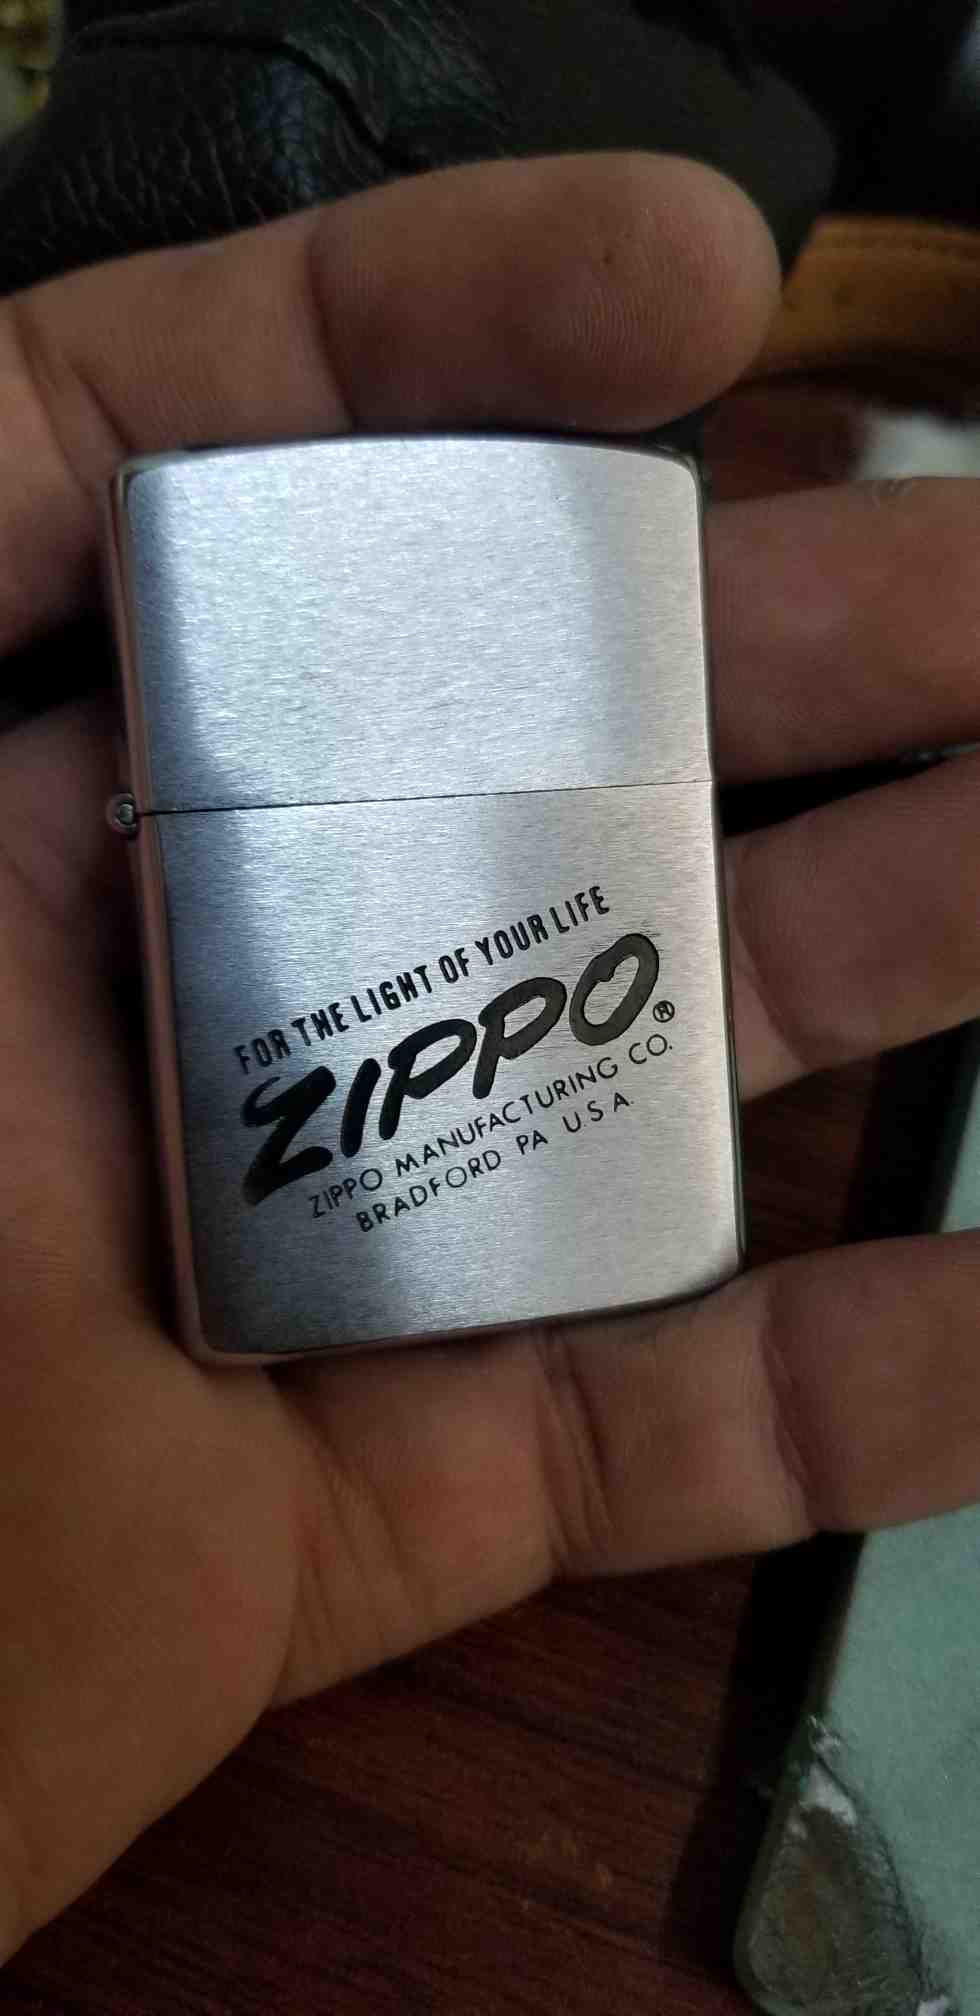 FOR THE LIGHT OF YOUR LIFE
ZIPPO®
ZIPPO MANUFACTURING CO.
BRADFORD PA U.S.A.